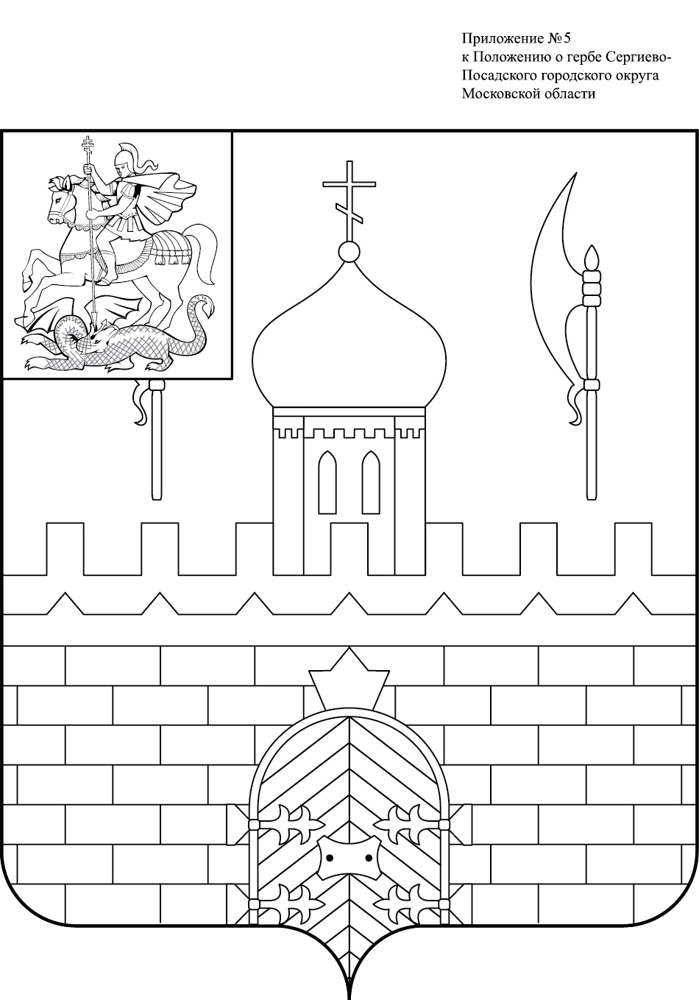 Приложение №5
к Положению о гербе Сергиево-
Посадского городского округа
Московской области